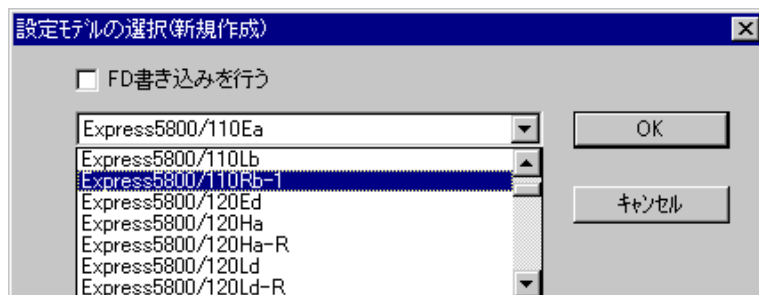 設定ﾓﾃﾞﾙの選択(新規作成)
FD書き込みを行う
Express5800/110Ea
OK
Express5800/110Lb
Express5800/110Rb-1
Express5800/120Ed
ｷｬﾝｾﾙ
Express5800/120Ha
Express5800/120Ha-R
Express5800/120Ld
Express5800/120Ld-R